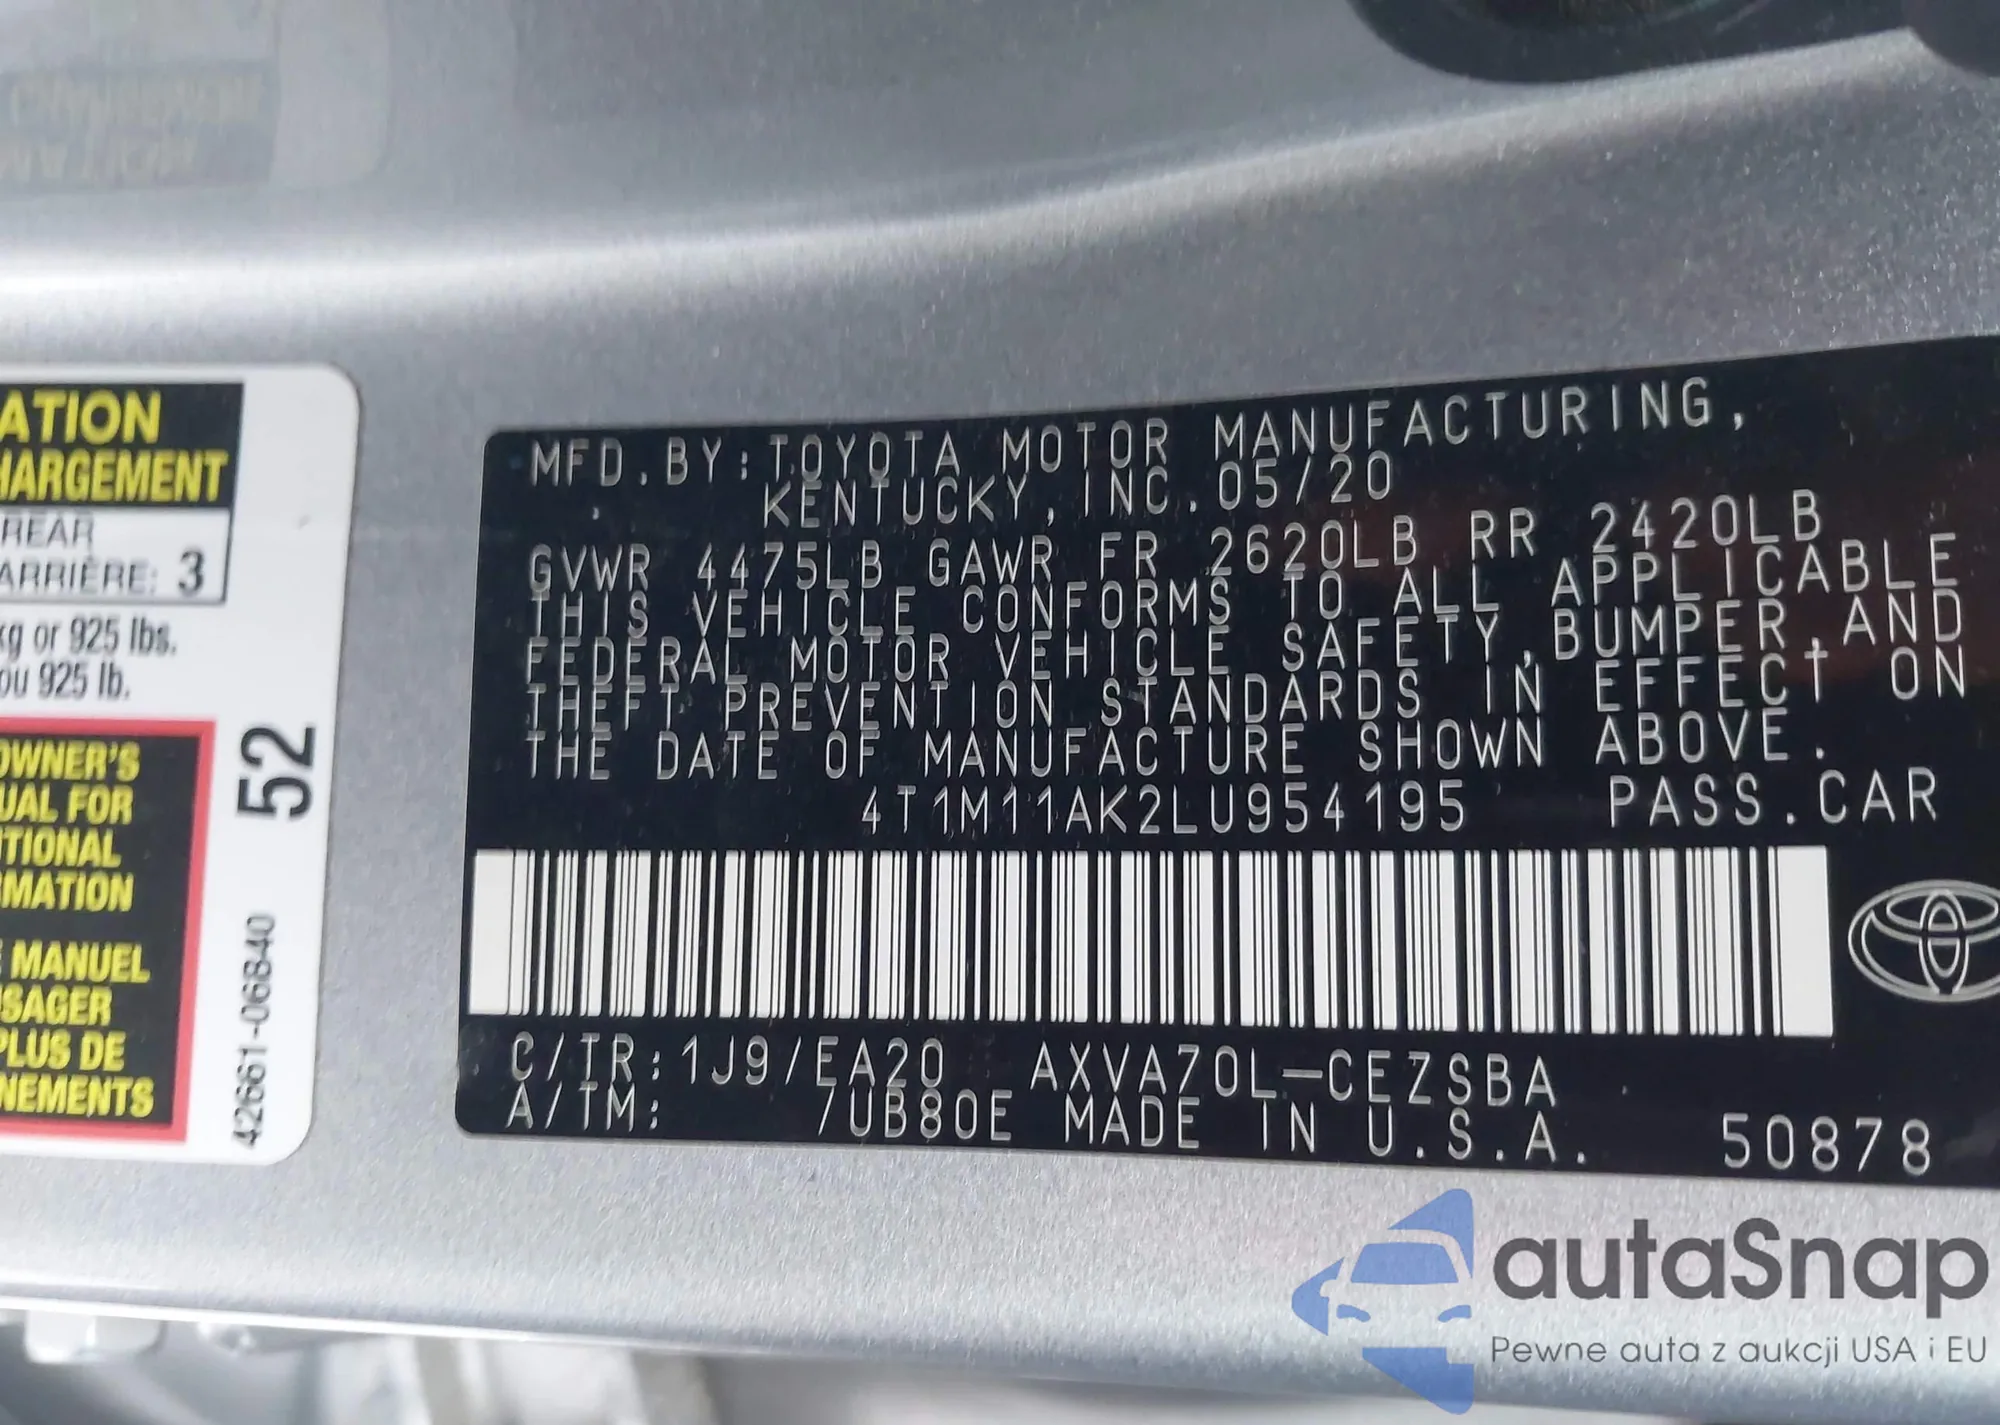 ATION
HARGEMENT
REAR
ARRIÈRE: 3
kg or 925 lbs.
ou 925 lb.
OWNER'S
UAL FOR
ITIONAL
RMATION
E MANUEL
SAGER
PLUS DE
NEMENTS
52
42661-06840
MFD.BY:TOYOTA MOTOR MANUFACTURING,
KENTUCKY,INC.05/20
GVWR 4475LB GAWR FR 2620LB RR 2420LB
THIS VEHICLE CONFORMS TO ALL APPLICABLE
FEDERAL MOTOR VEHICLE SAFETY,BUMPER,AND
THEFT PREVENTION STANDARDS IN EFFECT ON
THE DATE OF MANUFACTURE SHOWN ABOVE.
4T1M11AK2LU954195 PASS.CAR
C/TR:1J9/EA20 AXVA70L-CEZSBA
A/TM: 7UB80E MADE IN U.S.A. 50878
autaSnap
Pewne auta z aukcji USA i EU